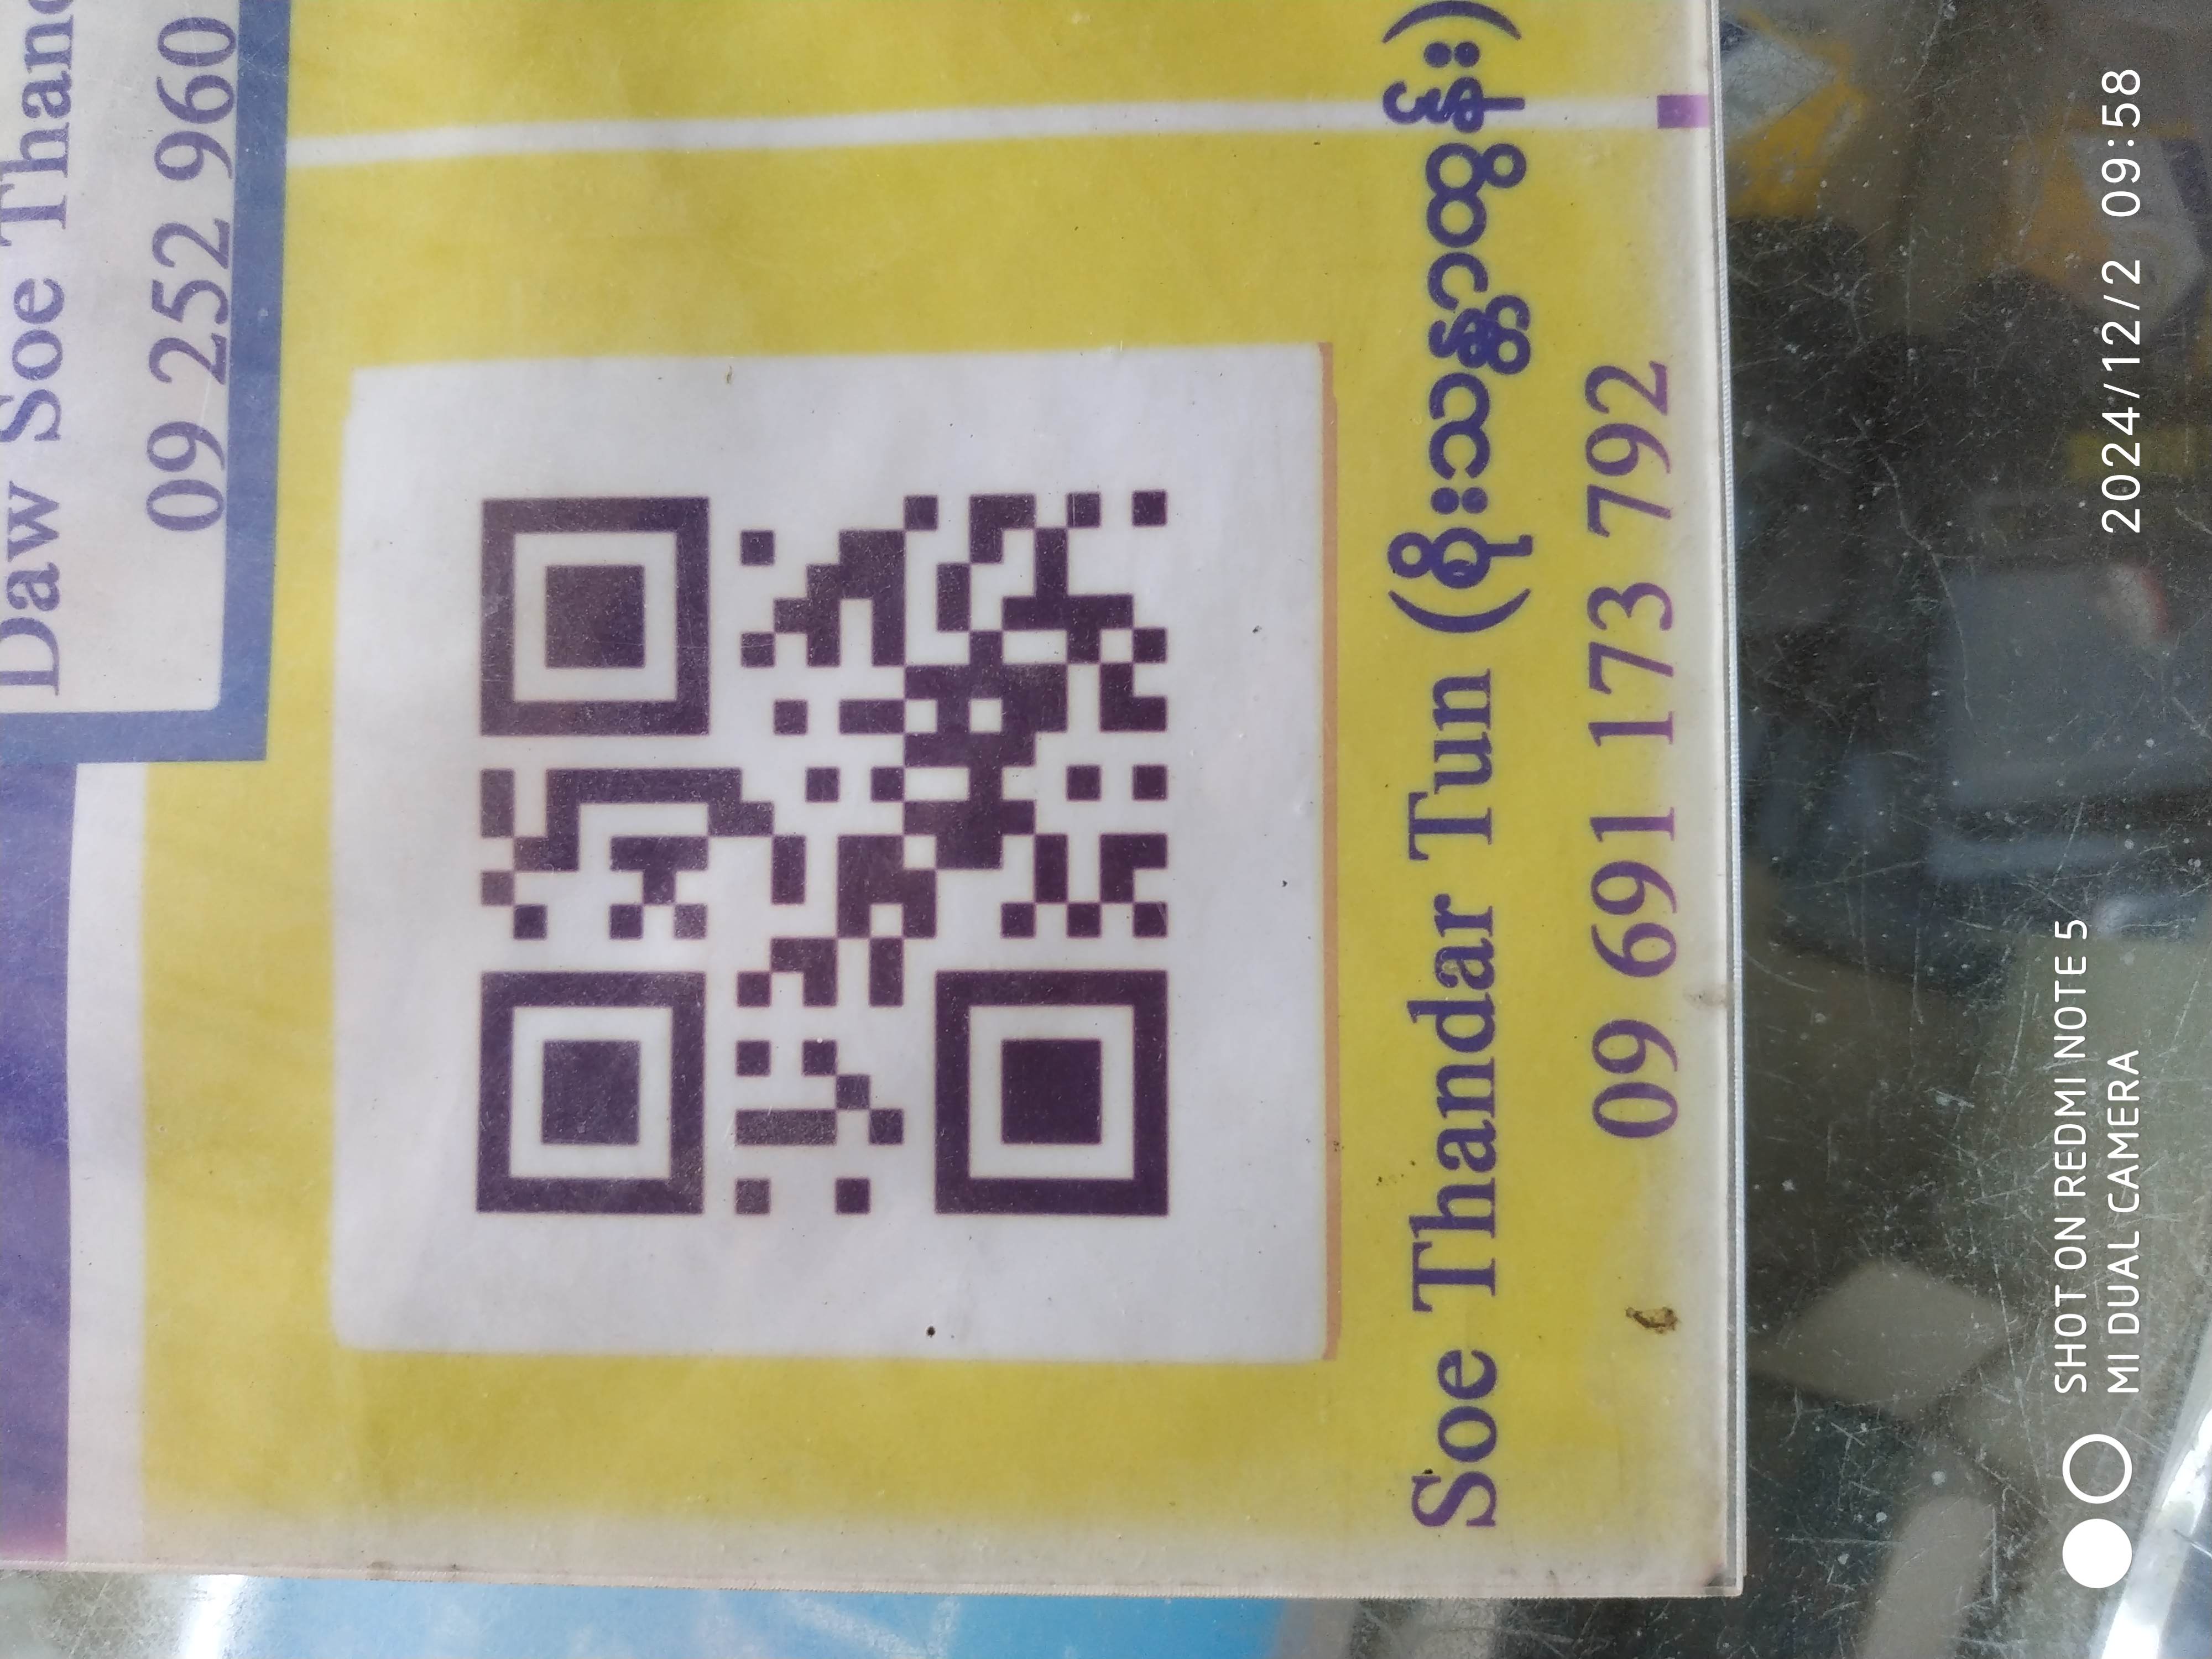 Daw Soe Thand
09 252 960
Soe Thandar Tun (စိုးသန္တာထွန်း)
09 691 173 792
SHOT ON REDMI NOTE 5
MI DUAL CAMERA
2024/12/2 09:58